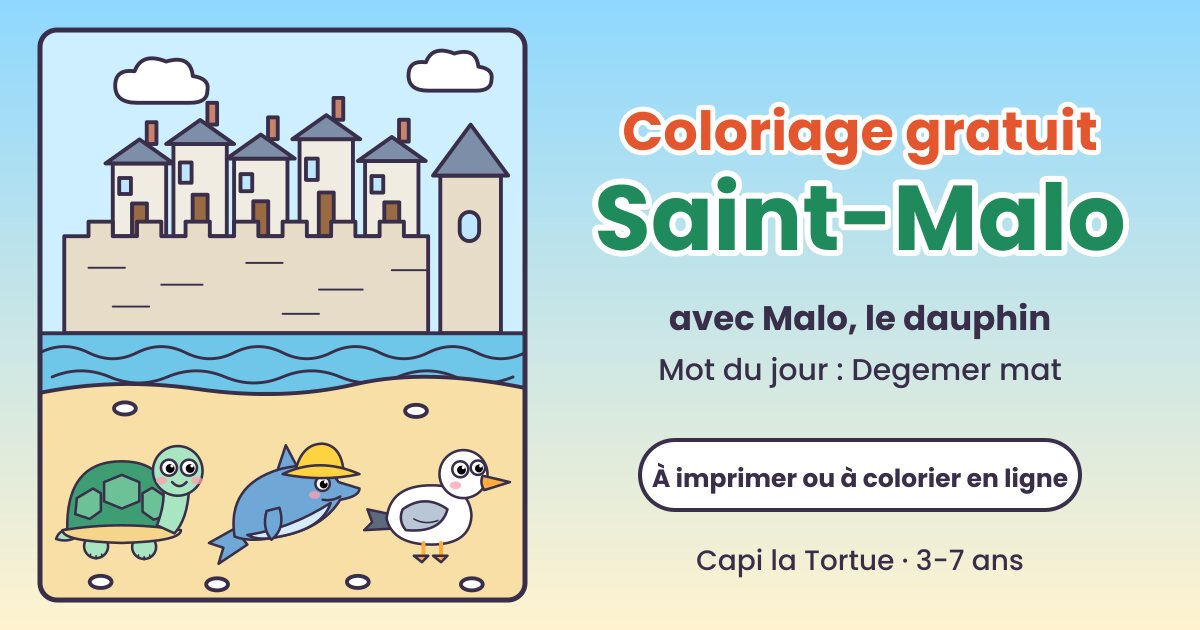 Coloriage gratuit
Saint-Malo
avec Malo, le dauphin
Mot du jour : Degemer mat
À imprimer ou à colorier en ligne
Capi la Tortue · 3-7 ans